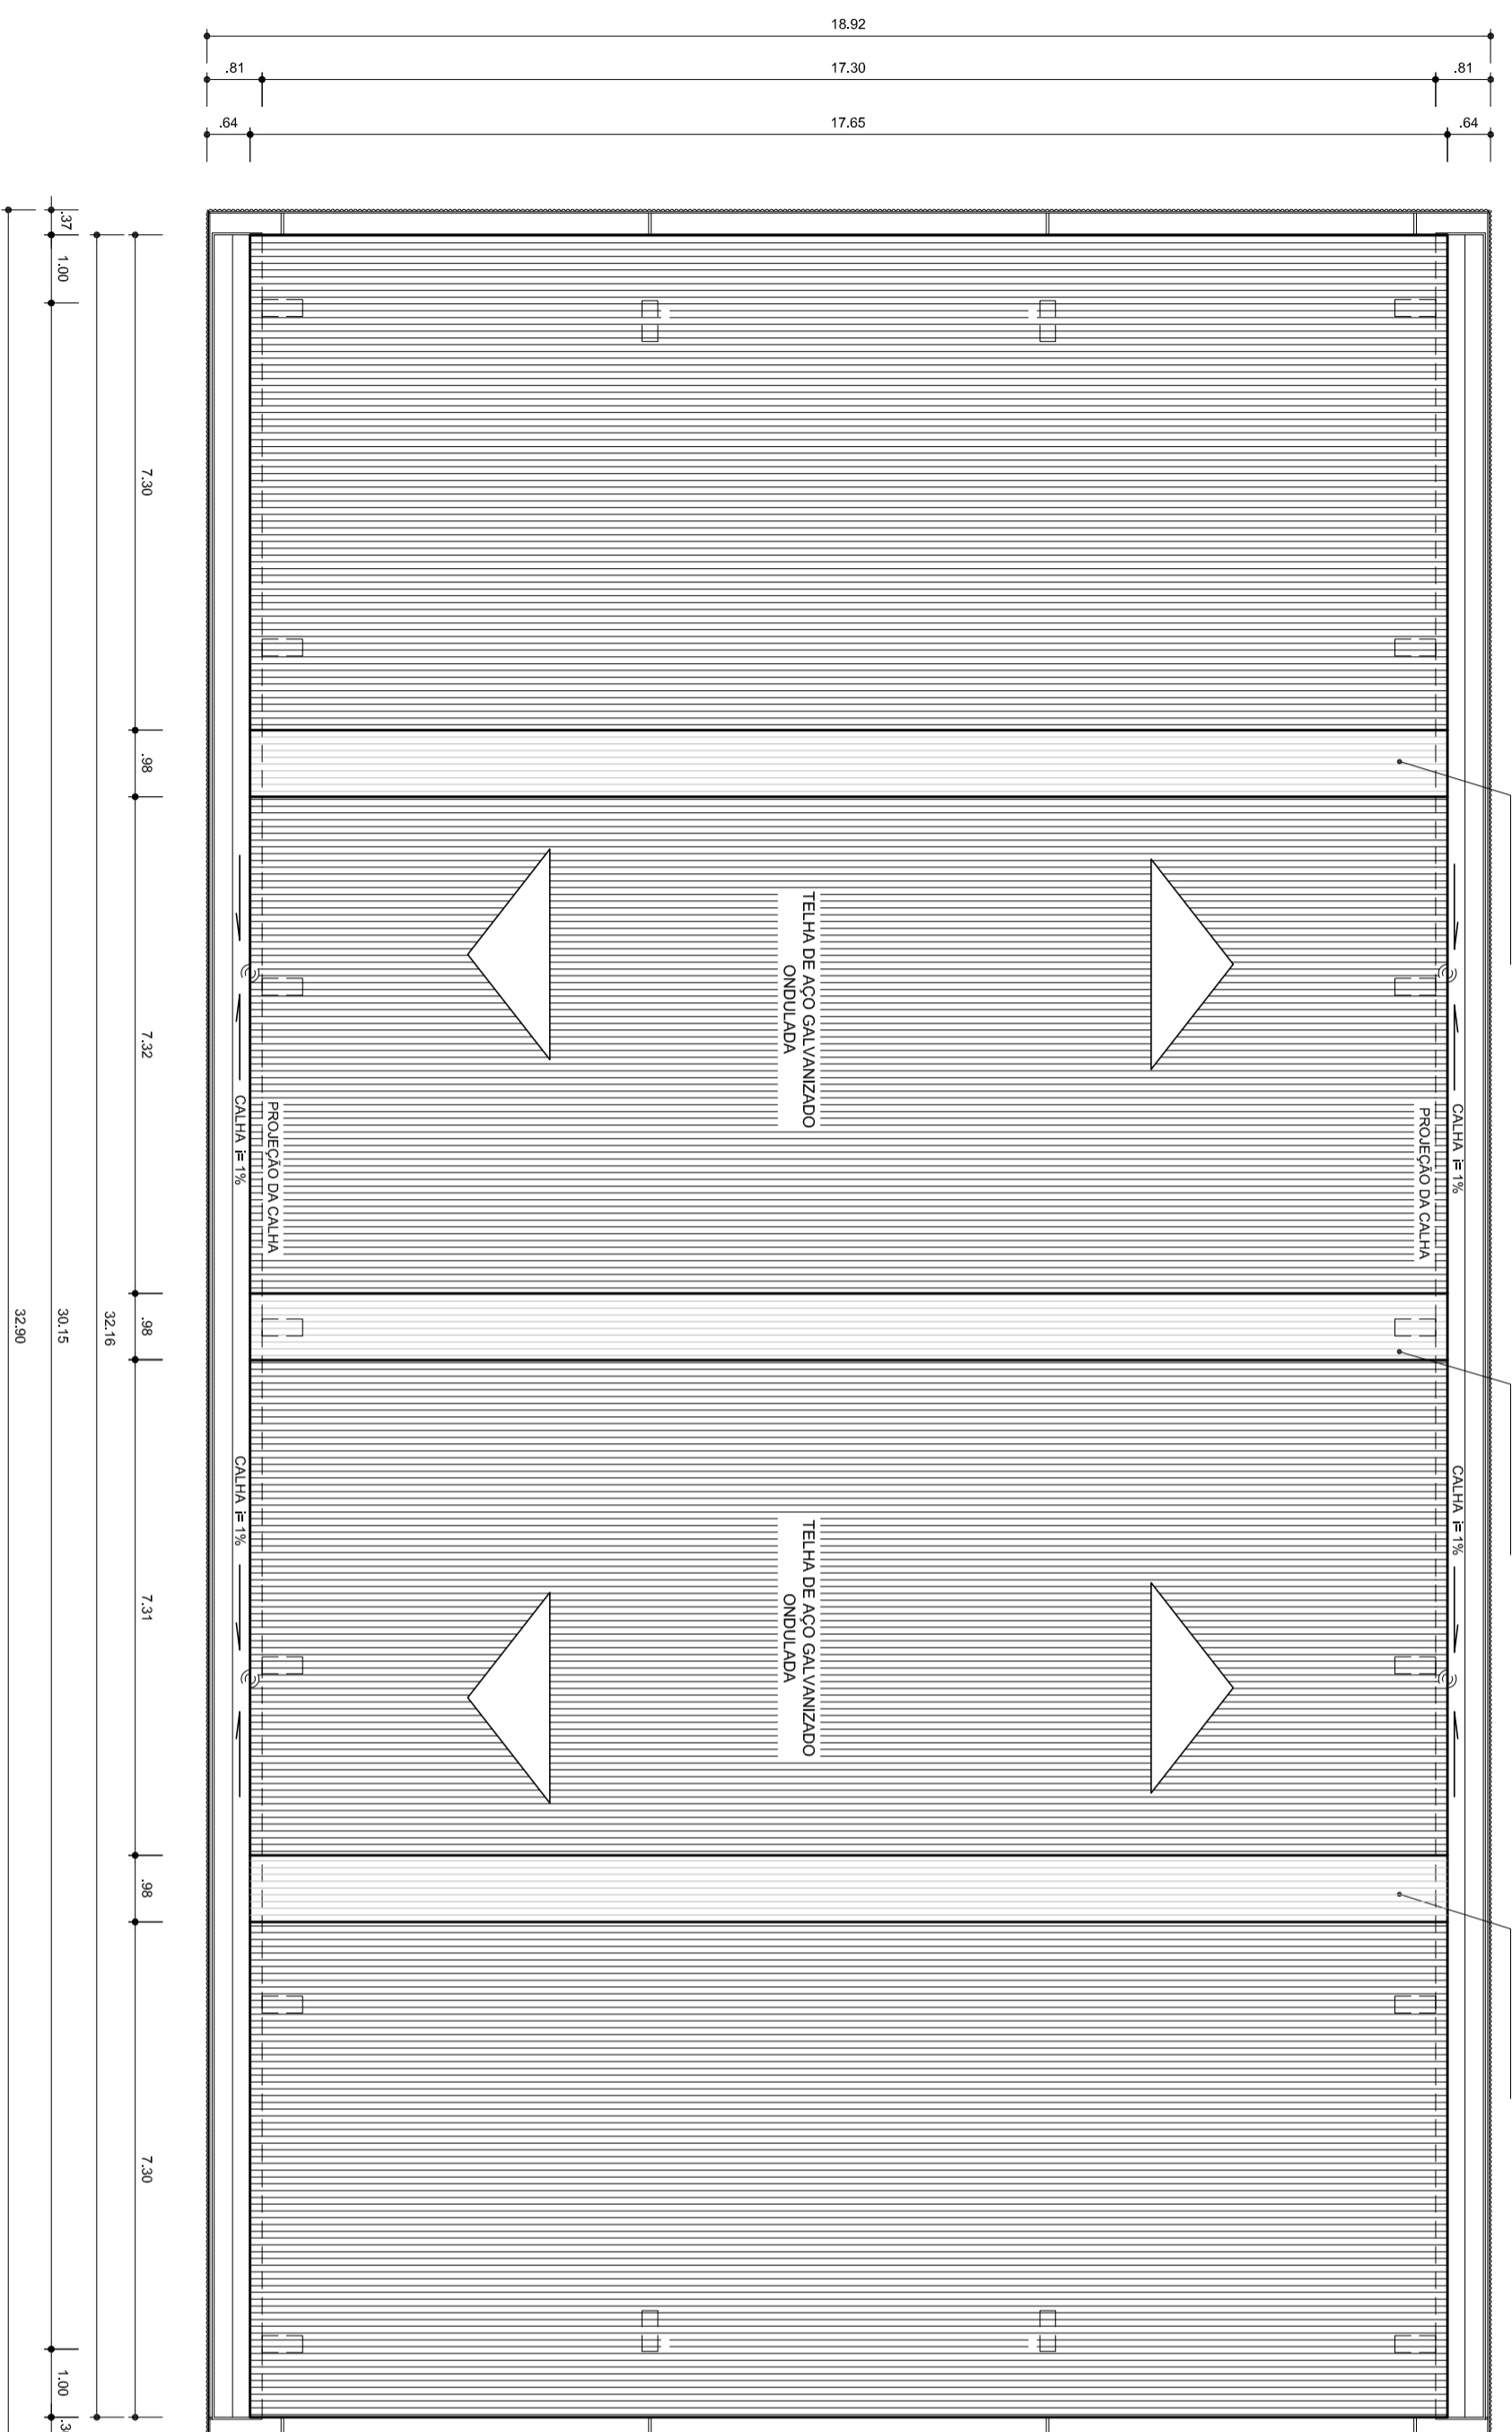 18.92
.81
17.30
.81
.64
17.65
.64
.37
1.00
7.30
.98
7.32
.98
7.31
.98
7.30
32.16
30.15
32.90
1.00
TELHA DE AÇO GALVANIZADO
ONDULADA
CALHA i= 1%
PROJEÇÃO DA CALHA
PROJEÇÃO DA CALHA
CALHA i= 1%
CALHA i= 1%
TELHA DE AÇO GALVANIZADO
ONDULADA
CALHA i= 1%